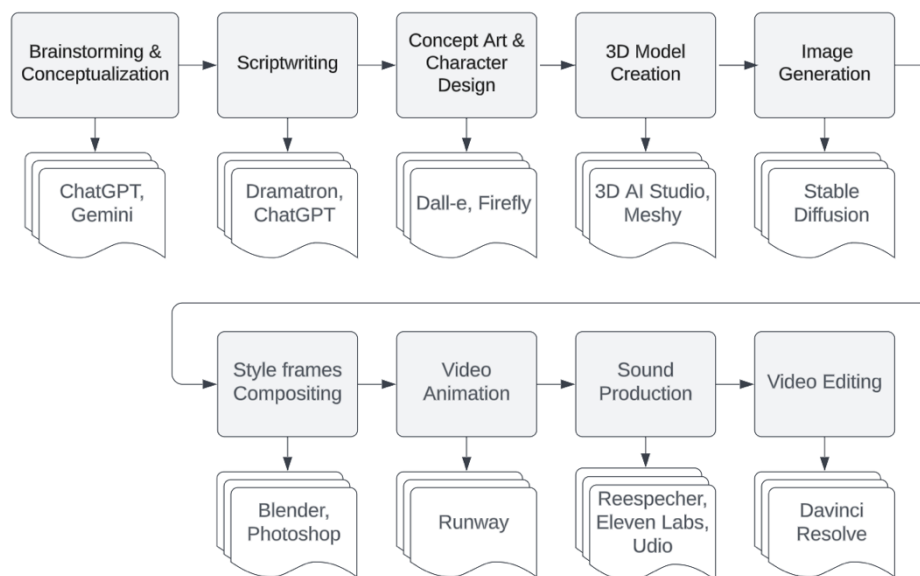 Brainstorming &
Conceptualization
Scriptwriting
Concept Art &
Character
Design
3D Model
Creation
Image
Generation
ChatGPT,
Gemini
Dramatron,
ChatGPT
Dall-e, Firefly
3D AI Studio,
Meshy
Stable
Diffusion
Style frames
Compositing
Video
Animation
Sound
Production
Video Editing
Blender,
Photoshop
Runway
Reespecher,
Eleven Labs,
Udio
Davinci
Resolve